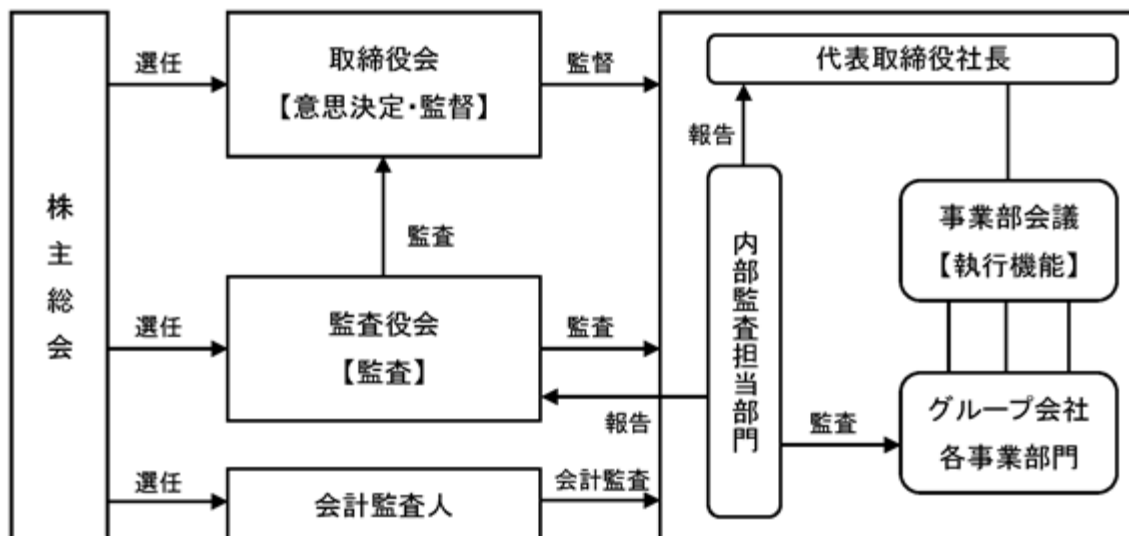 株主総会
選任
取締役会
【意思決定・監督】
監督
監査
選任
監査役会
【監査】
監査
報告
選任
会計監査人
会計監査
代表取締役社長
報告
内部監査担当部門
事業部会議
【執行機能】
監査
グループ会社
各事業部門